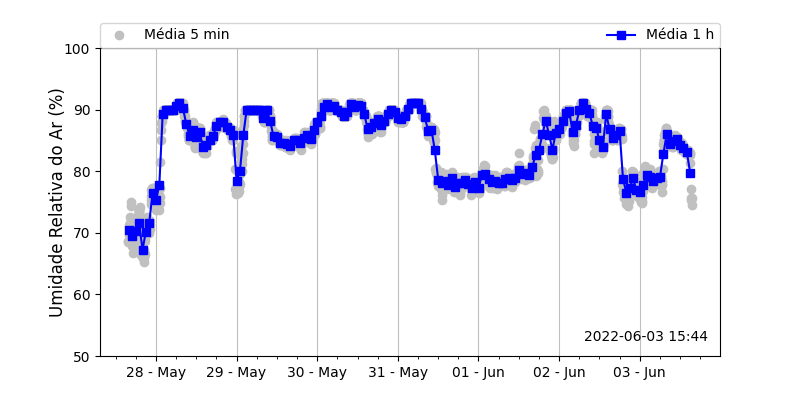 Média 5 min
Média 1 h
Umidade Relativa do Ar (%)
100
90
80
70
60
50
2022-06-03 15:44
28 - May
29 - May
30 - May
31 - May
01 - Jun
02 - Jun
03 - Jun